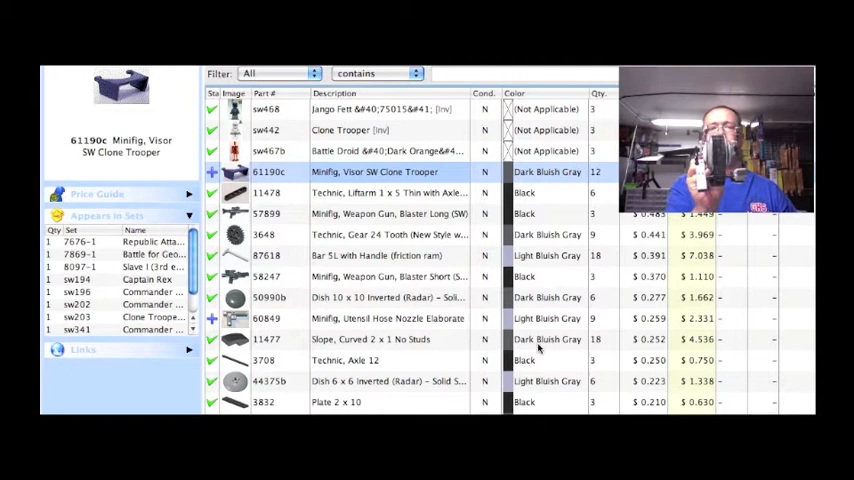 Filter: All contains
Sta Image Part # Description Cond. Color Qty.
sw468 Jango Fett &#40;75015&#41; [Inv] N (Not Applicable) 3
sw442 Clone Trooper [Inv] N (Not Applicable) 3
sw467b Battle Droid &#40;Dark Orange&#4... N (Not Applicable) 3
61190c Minifig, Visor SW Clone Trooper N Dark Bluish Gray 12
11478 Technic, Liftarm 1 x 5 Thin with Axle... N Black 6
57899 Minifig, Weapon Gun, Blaster Long (SW) N Black 3 $ 0.483 $ 1.449
3648 Technic, Gear 24 Tooth (New Style w... N Dark Bluish Gray 9 $ 0.441 $ 3.969
87618 Bar 5L with Handle (friction ram) N Light Bluish Gray 18 $ 0.391 $ 7.038
58247 Minifig, Weapon Gun, Blaster Short (S... N Black 3 $ 0.370 $ 1.110
50990b Dish 10 x 10 Inverted (Radar) - Soli... N Dark Bluish Gray 6 $ 0.277 $ 1.662
60849 Minifig, Utensil Hose Nozzle Elaborate N Light Bluish Gray 9 $ 0.259 $ 2.331
11477 Slope, Curved 2 x 1 No Studs N Dark Bluish Gray 18 $ 0.252 $ 4.536
3708 Technic, Axle 12 N Black 3 $ 0.250 $ 0.750
44375b Dish 6 x 6 Inverted (Radar) - Solid S... N Light Bluish Gray 6 $ 0.223 $ 1.338
3832 Plate 2 x 10 N Black 3 $ 0.210 $ 0.630
61190c Minifig, Visor
SW Clone Trooper
Price Guide
Appears In Sets
Qty Set Name
1 7676-1 Republic Atta...
1 7869-1 Battle for Geo...
1 8097-1 Slave I (3rd e...
1 sw194 Captain Rex
1 sw196 Commander ...
1 sw202 Commander ...
1 sw203 Clone Troope...
1 sw341 Commander ...
Links